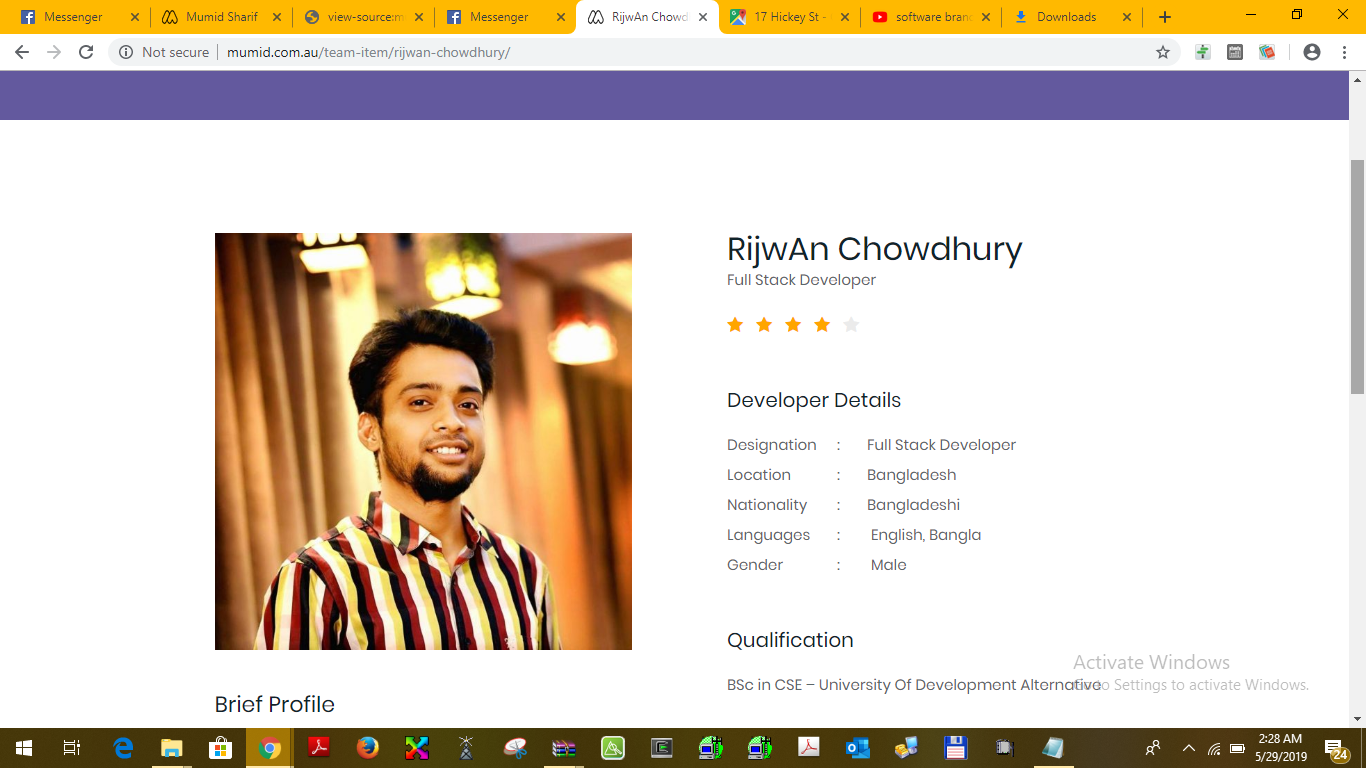 Messenger
Mumid Sharif
view-source:m
Messenger
RijwAn Chowd
17 Hickey St -
software branc
Downloads
Not secure
mumid.com.au/team-item/rijwan-chowdhury/
RijwAn Chowdhury
Full Stack Developer
Developer Details
Designation : Full Stack Developer
Location : Bangladesh
Nationality : Bangladeshi
Languages : English, Bangla
Gender : Male
Qualification
BSc in CSE – University Of Development Alternative
Activate Windows
Go to Settings to activate Windows.
Brief Profile
2:28 AM
5/29/2019
24